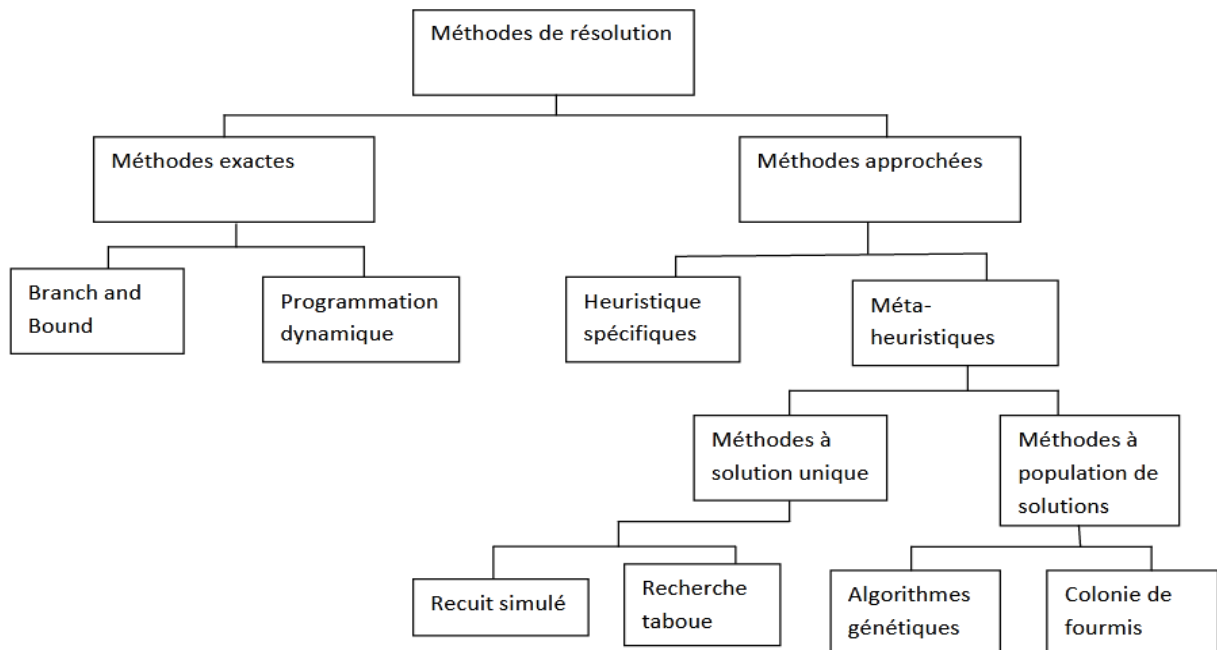 Méthodes de résolution
Méthodes exactes
Méthodes approchées
Branch and
Bound
Programmation
dynamique
Heuristique
spécifiques
Méta-
heuristiques
Méthodes à
solution unique
Méthodes à
population de
solutions
Recuit simulé
Recherche
taboue
Algorithmes
génétiques
Colonie de
fourmis